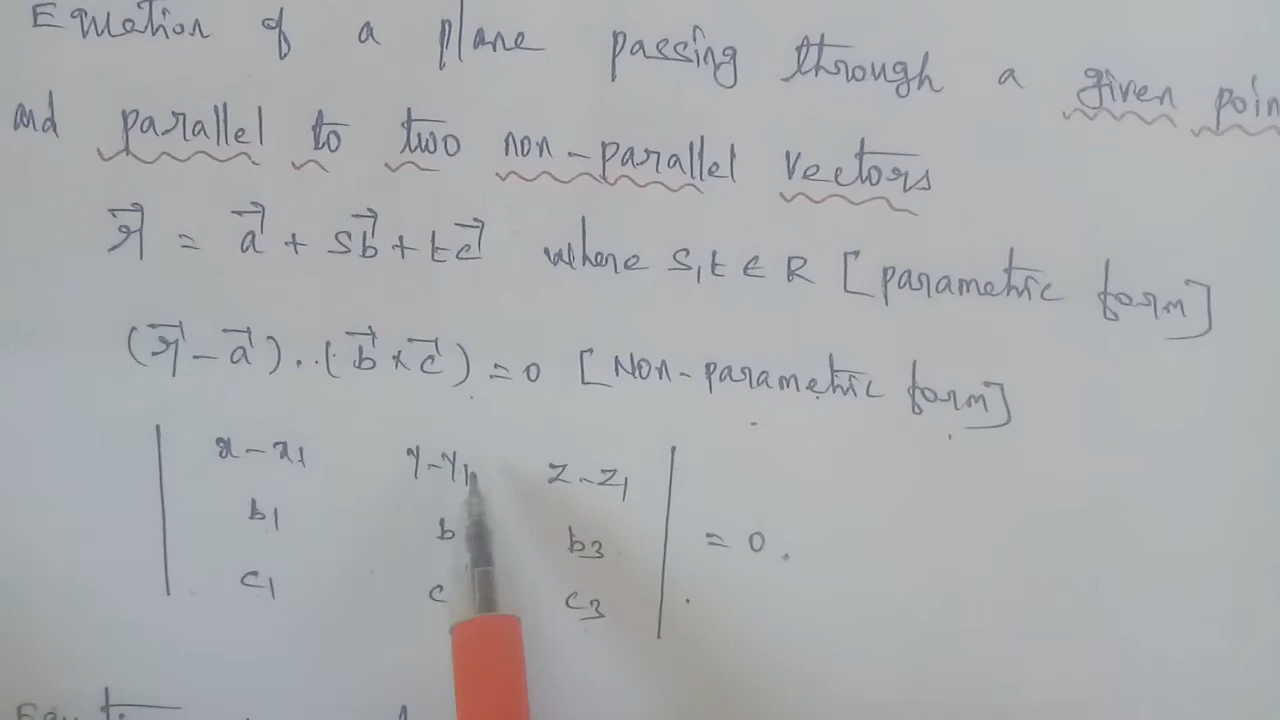 Equation of a plane passing through a given poin
and parallel to two non-parallel vectors
r⃗ = a⃗ + sb⃗ + tc⃗ where s,t ∈ R [parametric form]
(r⃗ - a⃗) . (b⃗ × c⃗) = 0 [Non-parametric form]
| x - x1 y - y1 z - z1 |
| b1 b b3 | = 0.
| c1 c c3 |